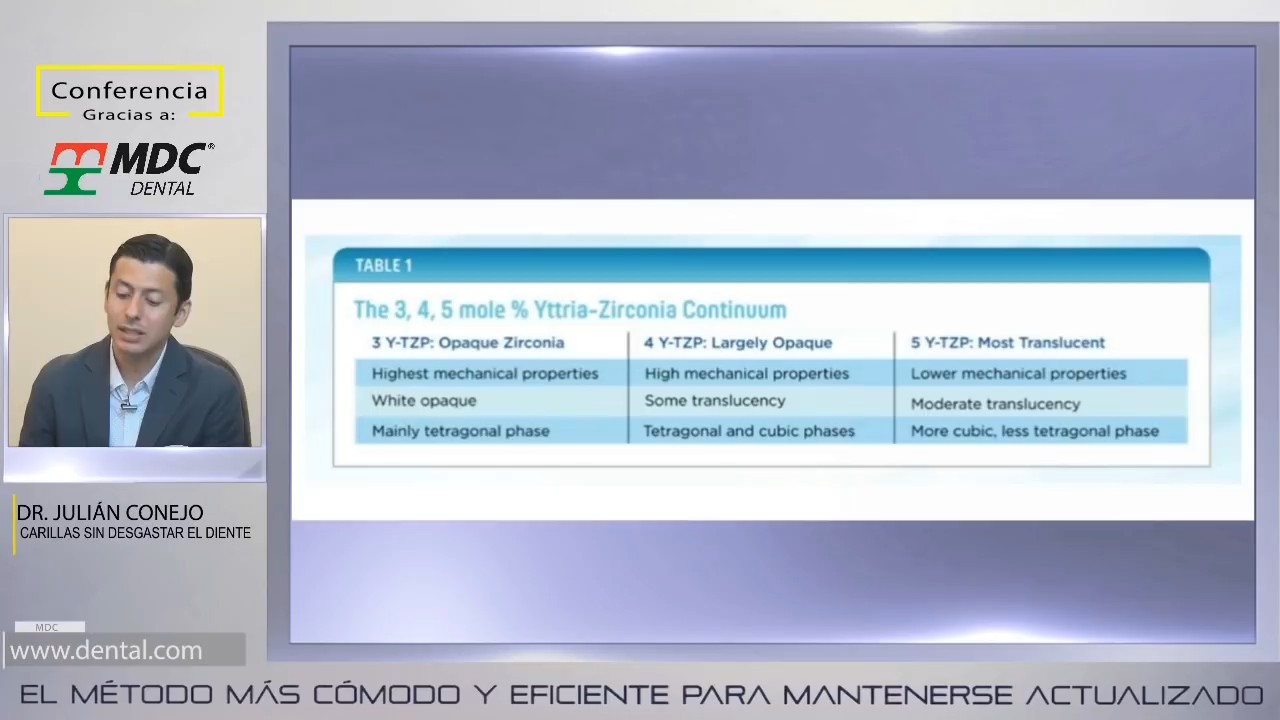 Conferencia
Gracias a:
MDC®
DENTAL
DR. JULIÁN CONEJO
CARILLAS SIN DESGASTAR EL DIENTE
MDC
www.dental.com
TABLE 1
The 3, 4, 5 mole % Yttria-Zirconia Continuum
3 Y-TZP: Opaque Zirconia 4 Y-TZP: Largely Opaque 5 Y-TZP: Most Translucent
Highest mechanical properties High mechanical properties Lower mechanical properties
White opaque Some translucency Moderate translucency
Mainly tetragonal phase Tetragonal and cubic phases More cubic, less tetragonal phase
EL MÉTODO MÁS CÓMODO Y EFICIENTE PARA MANTENERSE ACTUALIZADO